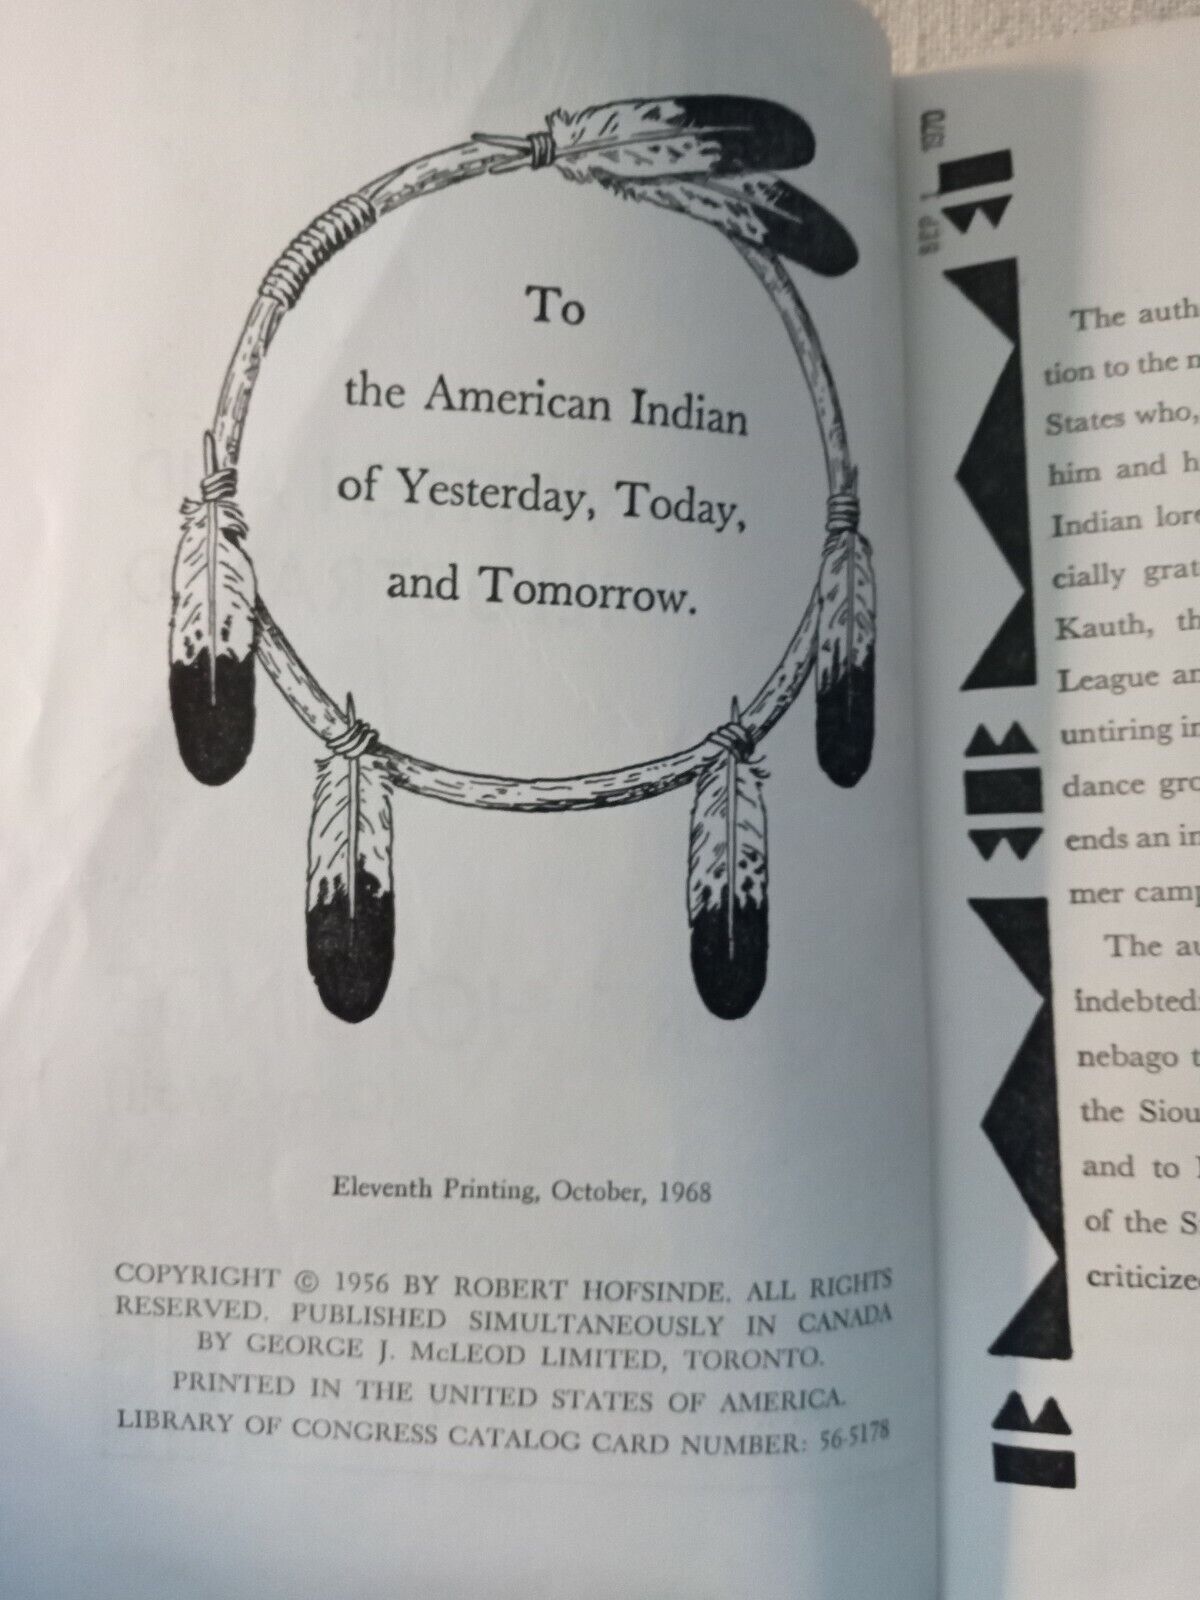 To
the American Indian
of Yesterday, Today,
and Tomorrow.
Eleventh Printing, October, 1968
COPYRIGHT © 1956 BY ROBERT HOFSINDE. ALL RIGHTS
RESERVED. PUBLISHED SIMULTANEOUSLY IN CANADA
BY GEORGE J. McLEOD LIMITED, TORONTO.
PRINTED IN THE UNITED STATES OF AMERICA.
LIBRARY OF CONGRESS CATALOG CARD NUMBER: 56-5178
SEP 1 1970
The auth
tion to the
States who,
him and h
Indian lore
cially grat
Kauth, th
League an
untiring in
dance gro
ends an in
mer camp
The au
indebted
nebago t
the Siou
and to
of the S
criticize